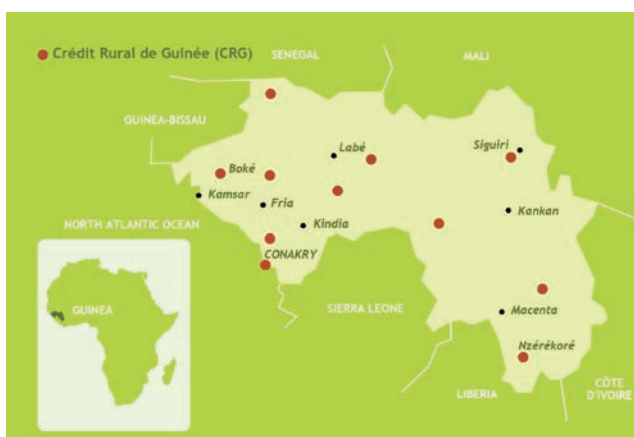 Crédit Rural de Guinée (CRG)
SENEGAL
MALI
GUINEA-BISSAU
Labé
Siguiri
Boké
Kamsar
Fria
Kankan
NORTH ATLANTIC OCEAN
Kindia
CONAKRY
GUINEA
SIERRA LEONE
Macenta
Nzérékoré
LIBERIA
CÔTE
D'IVOIRE